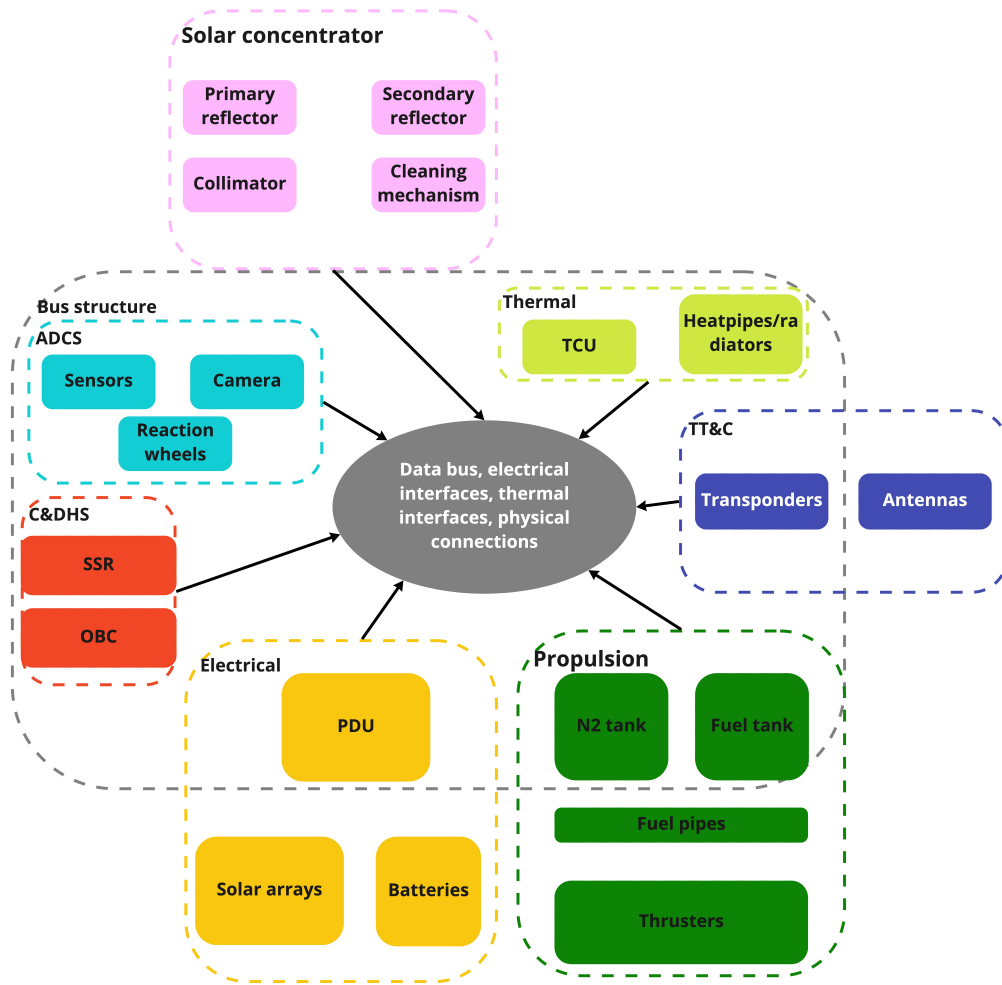 Solar concentrator
Primary
reflector
Secondary
reflector
Collimator
Cleaning
mechanism
Bus structure
ADCS
Sensors
Camera
Reaction
wheels
Thermal
TCU
Heatpipes/ra
diators
TT&C
Transponders
Antennas
Data bus, electrical
interfaces, thermal
interfaces, physical
connections
C&DHS
SSR
OBC
Electrical
PDU
Solar arrays
Batteries
Propulsion
N2 tank
Fuel tank
Fuel pipes
Thrusters